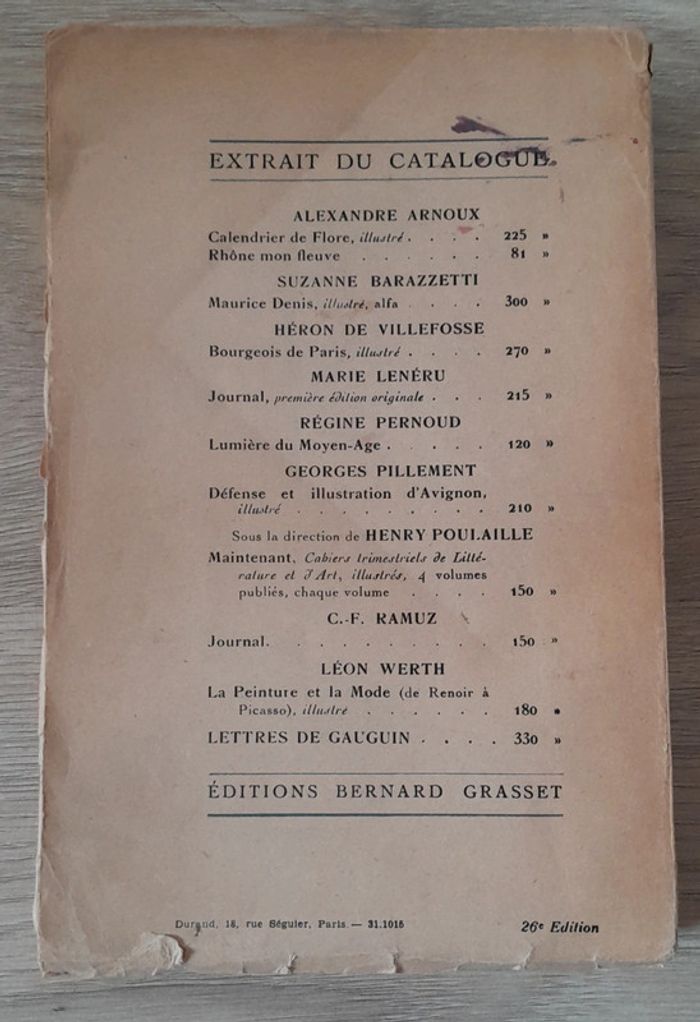 EXTRAIT DU CATALOGUE
ALEXANDRE ARNOUX
Calendrier de Flore, illustré . . . . 225 »
Rhône mon fleuve . . . . . . 81 »
SUZANNE BARAZZETTI
Maurice Denis, illustré, alfa . . . . 300 »
HÉRON DE VILLEFOSSE
Bourgeois de Paris, illustré . . . . 270 »
MARIE LENÉRU
Journal, première édition originale . . . 215 »
RÉGINE PERNOUD
Lumière du Moyen-Age . . . . . 120 »
GEORGES PILLEMENT
Défense et illustration d'Avignon,
illustré . . . . . . . . . 210 »
Sous la direction de HENRY POULAILLE
Maintenant, Cahiers trimestriels de Litté-
rature et d'Art, illustrés, 4 volumes
publiés, chaque volume . . . . 150 »
C.-F. RAMUZ
Journal. . . . . . . . . 150 »
LÉON WERTH
La Peinture et la Mode (de Renoir à
Picasso), illustré . . . . . . 180 »
LETTRES DE GAUGUIN . . . . 330 »
ÉDITIONS BERNARD GRASSET
Durand, 18, rue Séguier, Paris. — 31.1015
26e Edition